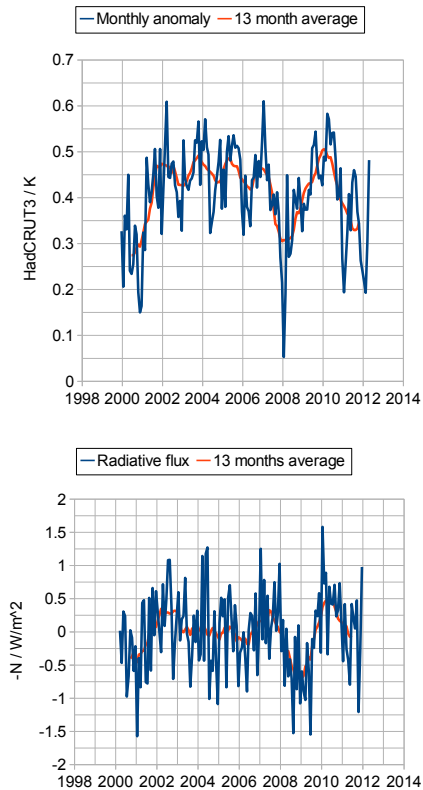 Monthly anomaly 13 month average
0.7
0.6
0.5
0.4
0.3
0.2
0.1
0
HadCRUT3 / K
1998 2000 2002 2004 2006 2008 2010 2012 2014
Radiative flux 13 months average
2
1.5
1
0.5
0
-0.5
-1
-1.5
-2
-N / W/m^2
1998 2000 2002 2004 2006 2008 2010 2012 2014